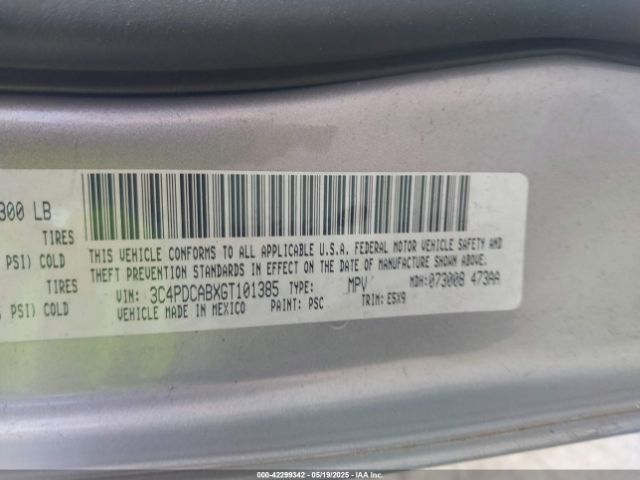 300 LB
TIRES
PSI) COLD
TIRES
PSI) COLD
THIS VEHICLE CONFORMS TO ALL APPLICABLE U.S.A. FEDERAL MOTOR VEHICLE SAFETY AND
THEFT PREVENTION STANDARDS IN EFFECT ON THE DATE OF MANUFACTURE SHOWN ABOVE.
VIN: 3C4PDCABXGT101385 TYPE: MPV MDH: 073008 473AA
VEHICLE MADE IN MEXICO PAINT: PSC TRIM: E5X9
000-42299342 - 05/19/2025 - IAA Inc.